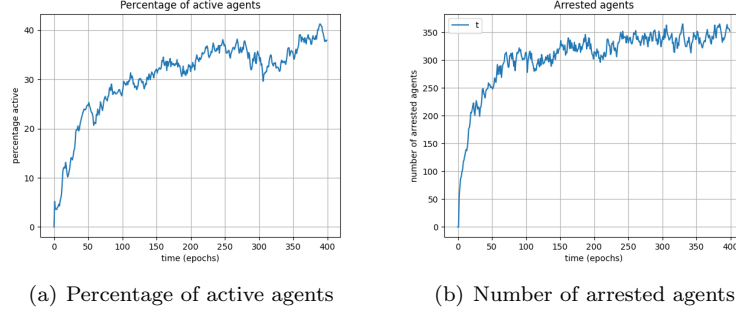 Percentage of active agents
percentage active
40
30
20
10
0
0 50 100 150 200 250 300 350 400
time (epochs)
(a) Percentage of active agents
Arrested agents
t
number of arrested agents
350
300
250
200
150
100
50
0
0 50 100 150 200 250 300 350 400
time (epochs)
(b) Number of arrested agents